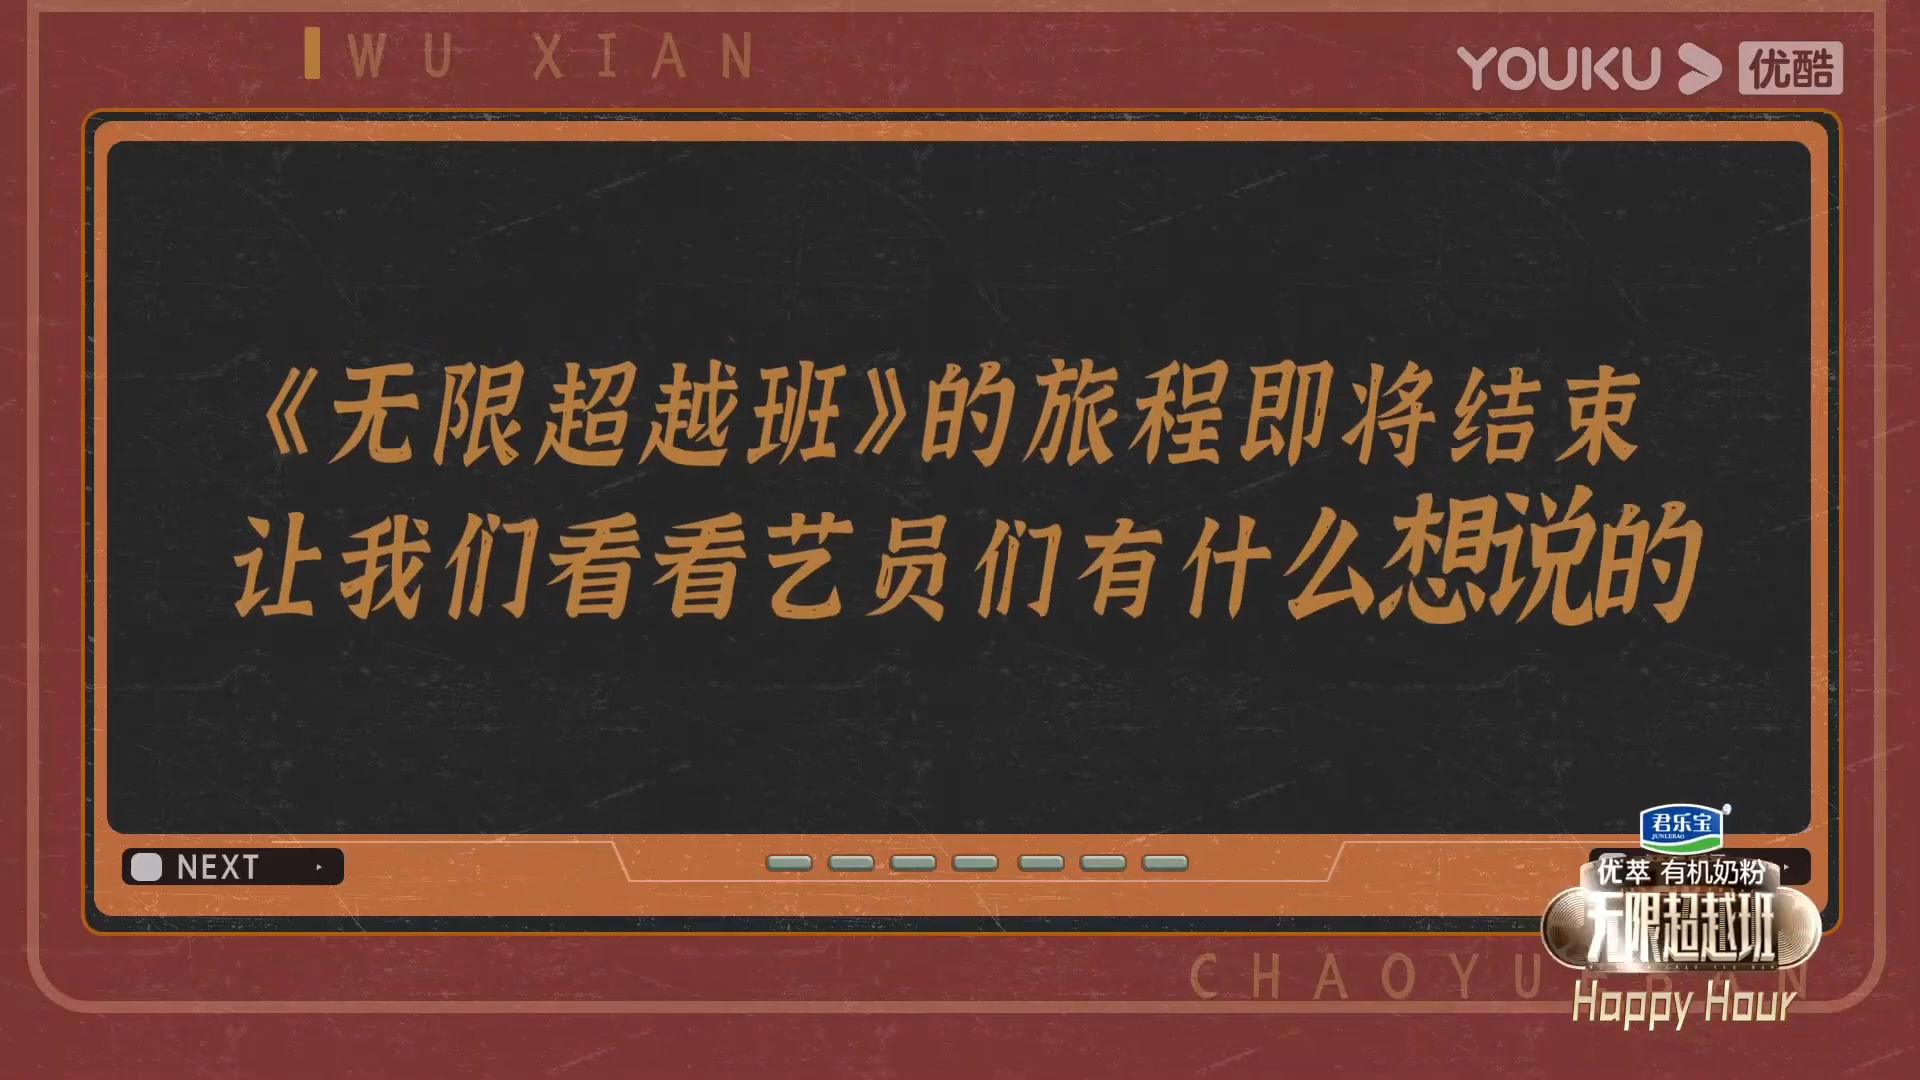 WU XIAN
YOUKU 优酷
《无限超越班》的旅程即将结束
让我们看看艺员们有什么想说的
NEXT
君乐宝
JUNLEBAO
优萃 有机奶粉
无限超越班
CHAOYU
Happy Hour